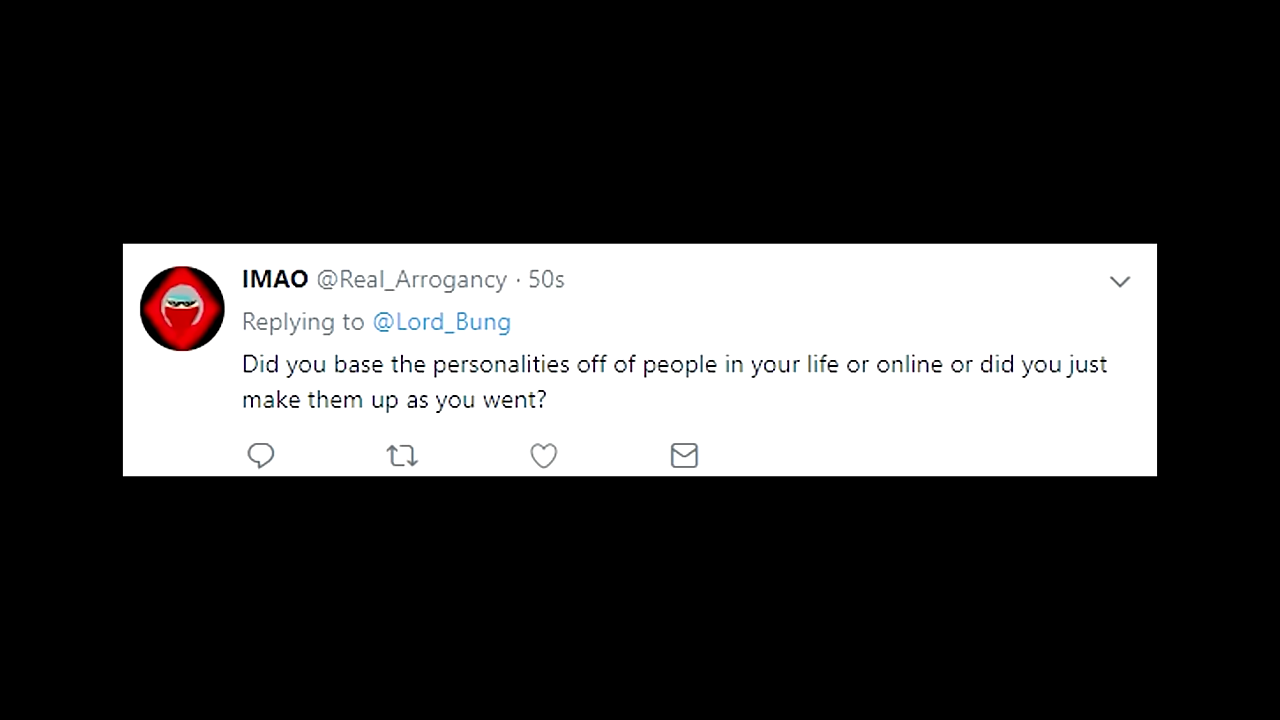 IMAO @Real_Arrogancy · 50s
Replying to @Lord_Bung
Did you base the personalities off of people in your life or online or did you just
make them up as you went?